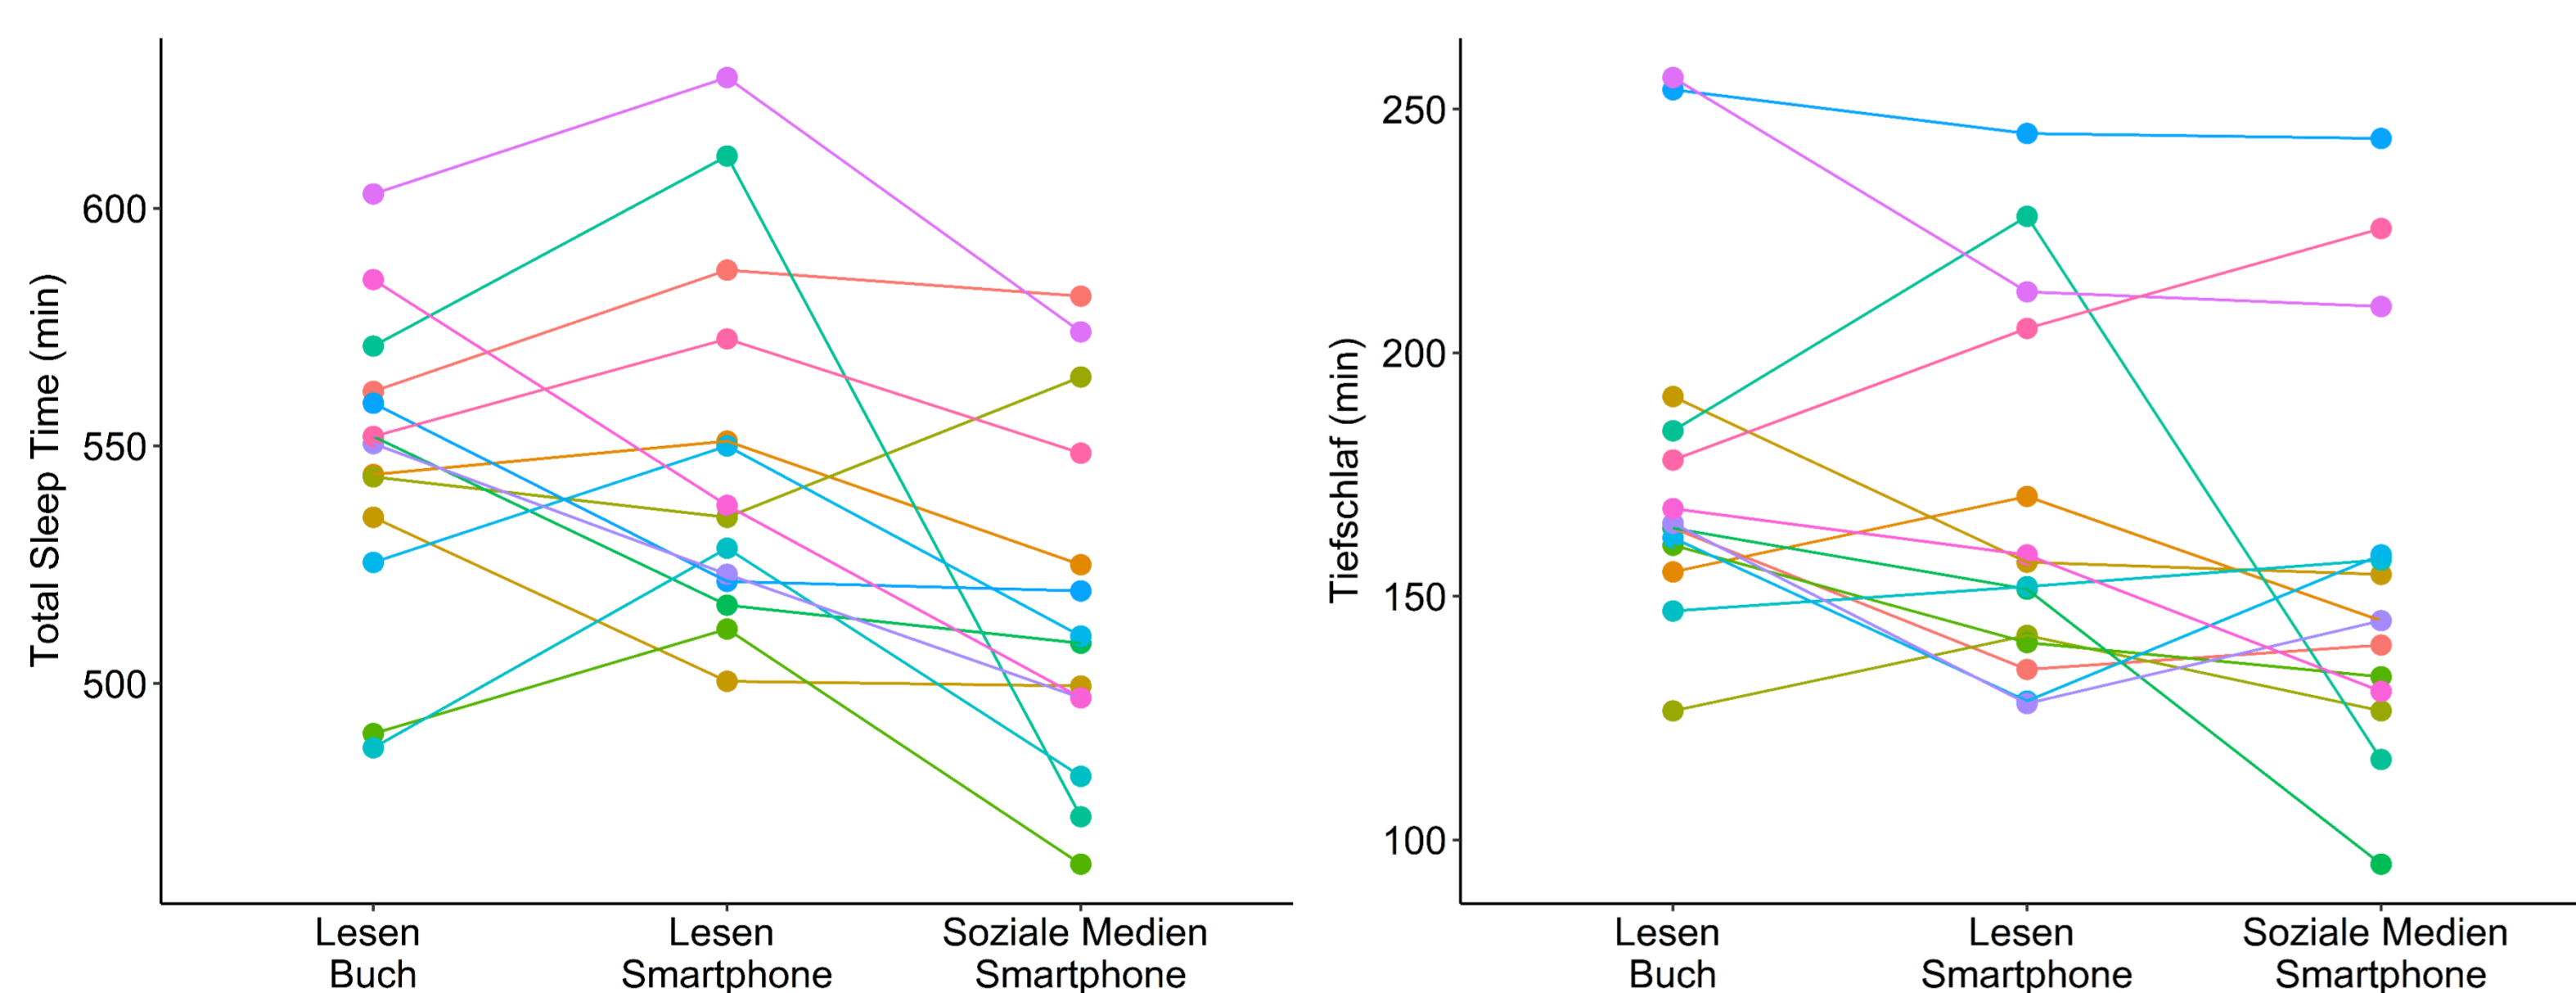 Total Sleep Time (min)
600
550
500
Lesen
Buch
Lesen
Smartphone
Soziale Medien
Smartphone
Tiefschlaf (min)
250
200
150
100
Lesen
Buch
Lesen
Smartphone
Soziale Medien
Smartphone